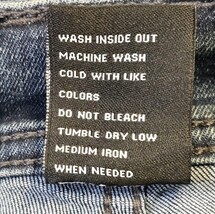 WASH INSIDE OUT
MACHINE WASH
COLD WITH LIKE
COLORS
DO NOT BLEACH
TUMBLE DRY LOW
MEDIUM IRON
WHEN NEEDED